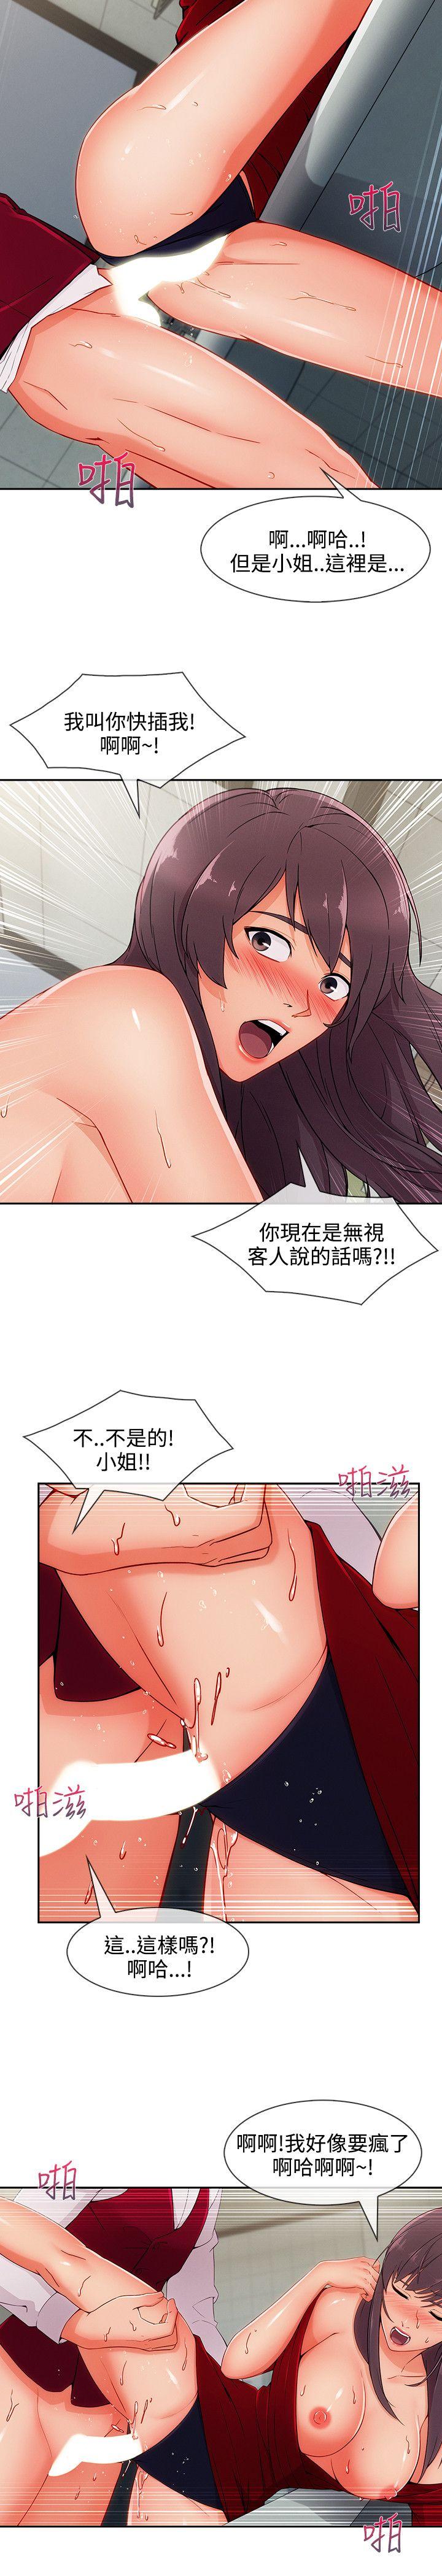 啪
啪
啊...啊哈..!
但是小姐..這裡是...
我叫你快插我!
啊啊~!
你現在是無視
客人說的話嗎?!!
不..不是的!
小姐!!
啪滋
啪滋
這..這樣嗎?!
啊哈...!
啊啊!我好像要瘋了
啊哈啊啊~!
啪
啪